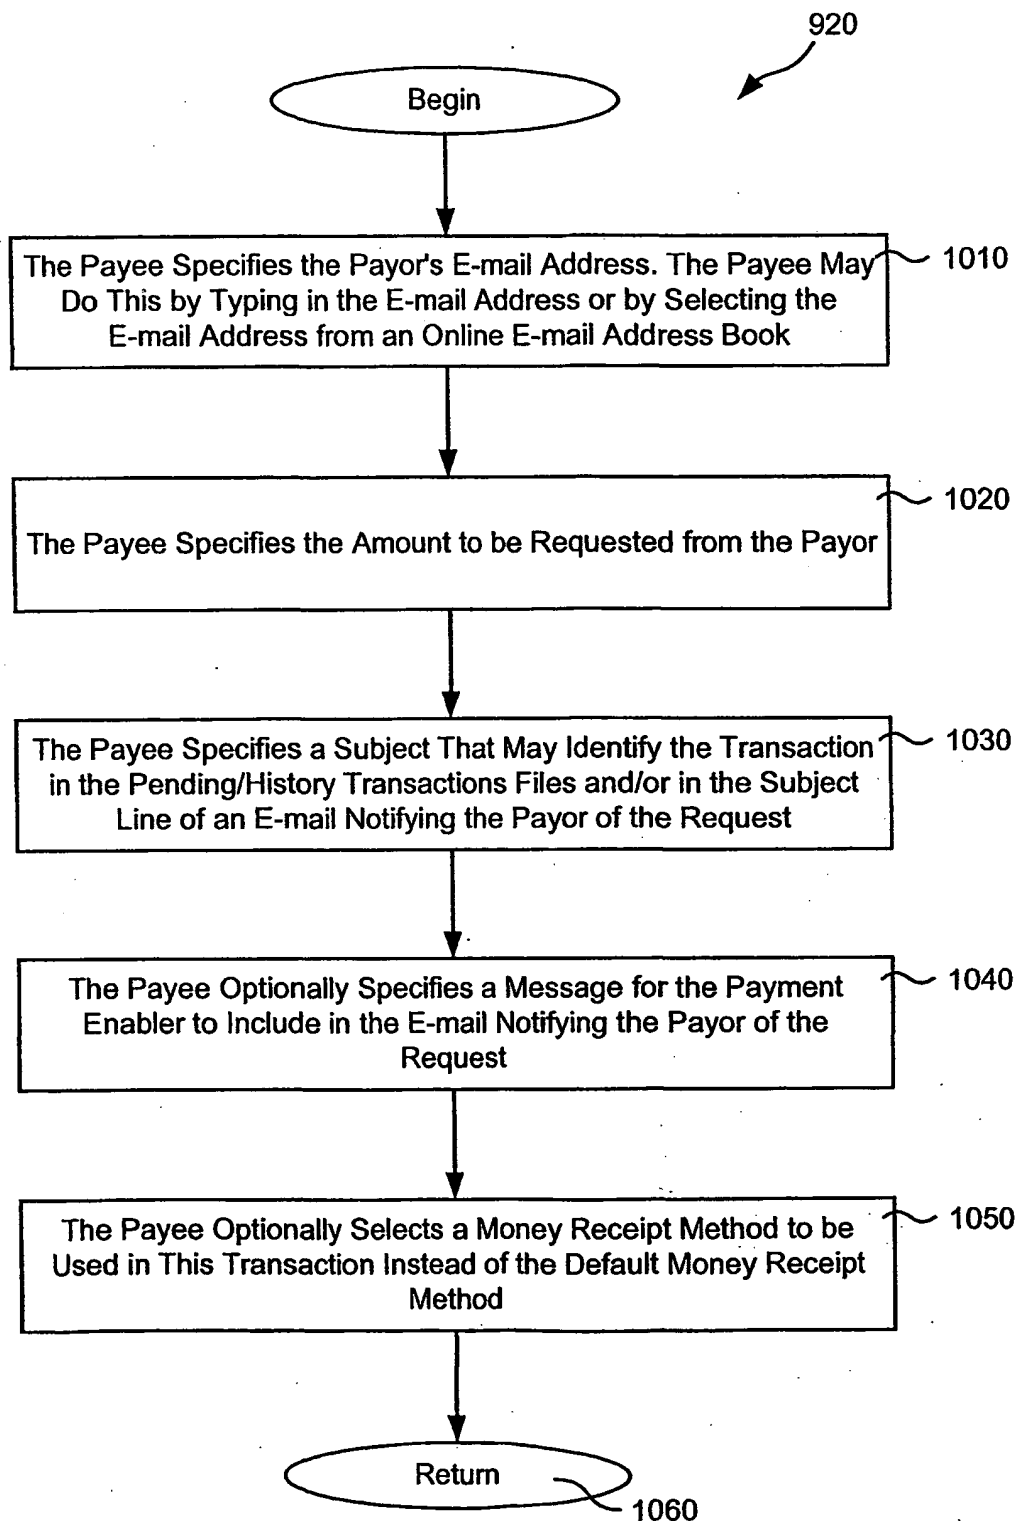 920
Begin
The Payee Specifies the Payor's E-mail Address. The Payee May
Do This by Typing in the E-mail Address or by Selecting the
E-mail Address from an Online E-mail Address Book
1010
The Payee Specifies the Amount to be Requested from the Payor
1020
The Payee Specifies a Subject That May Identify the Transaction
in the Pending/History Transactions Files and/or in the Subject
Line of an E-mail Notifying the Payor of the Request
1030
The Payee Optionally Specifies a Message for the Payment
Enabler to Include in the E-mail Notifying the Payor of the
Request
1040
The Payee Optionally Selects a Money Receipt Method to be
Used in This Transaction Instead of the Default Money Receipt
Method
1050
Return
1060